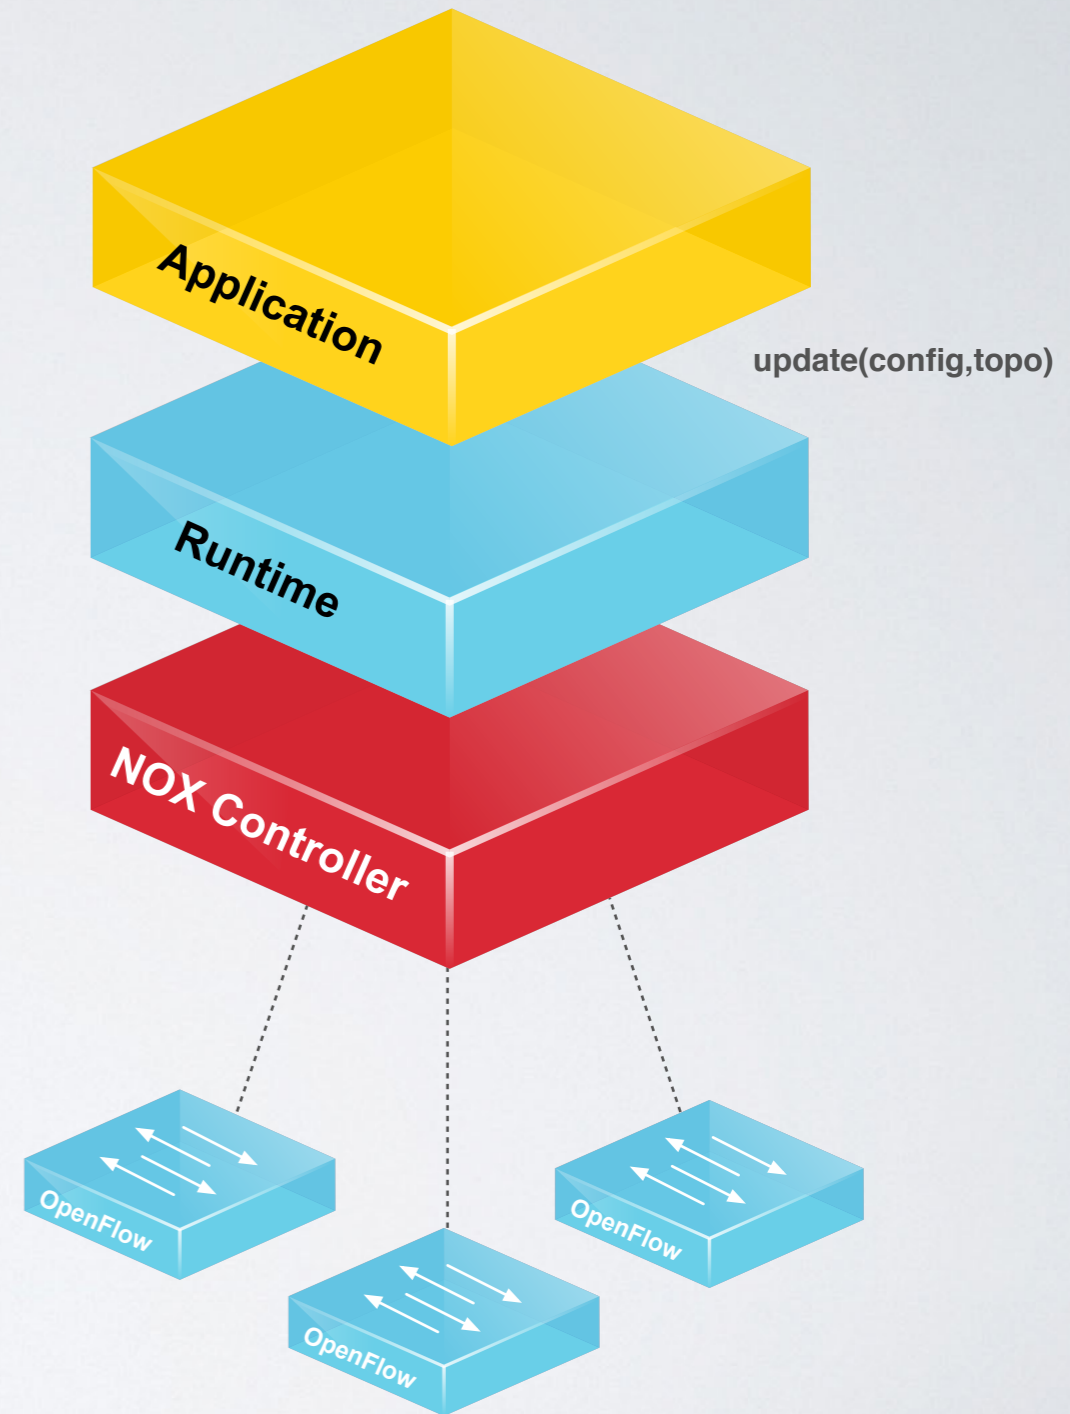 Application
update(config,topo)
Runtime
NOX Controller
OpenFlow
OpenFlow
OpenFlow